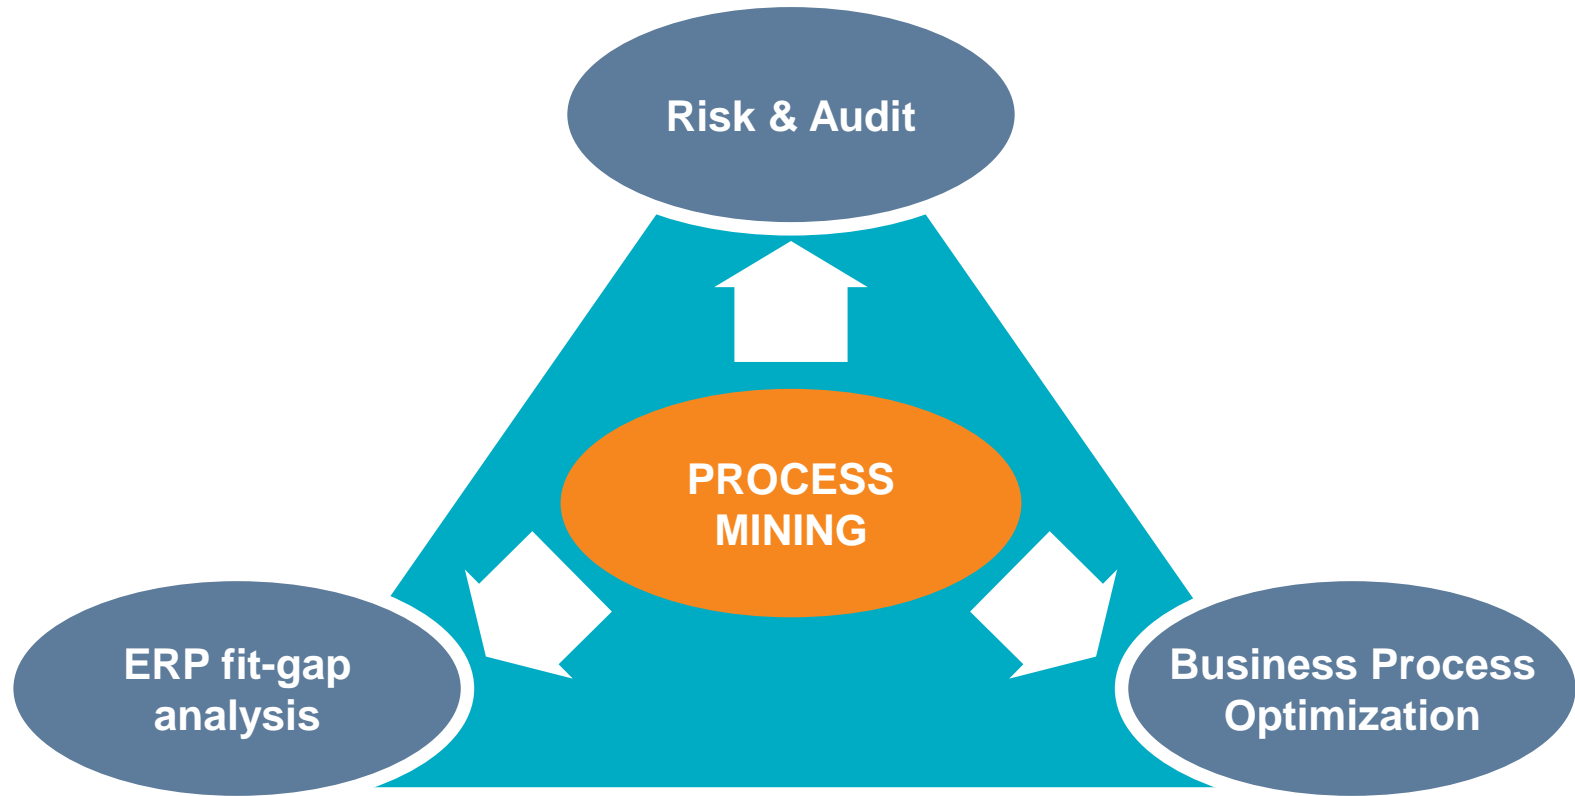 Risk & Audit
PROCESS
MINING
ERP fit-gap
analysis
Business Process
Optimization